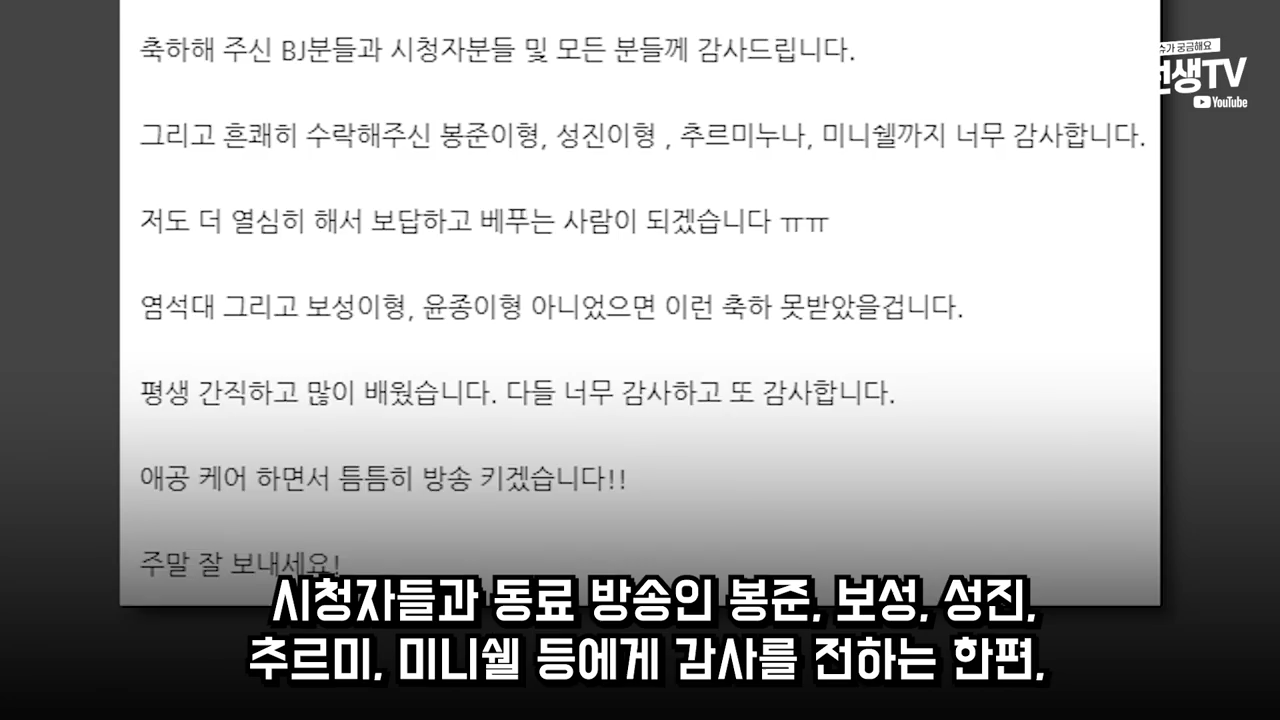 축하해 주신 BJ분들과 시청자분들 및 모든 분들께 감사드립니다.
슈가 궁금해요
선생TV
YouTube
그리고 흔쾌히 수락해주신 봉준이형, 성진이형 , 추르미누나, 미니쉘까지 너무 감사합니다.
저도 더 열심히 해서 보답하고 베푸는 사람이 되겠습니다 ㅠㅠ
염석대 그리고 보성이형, 윤종이형 아니었으면 이런 축하 못받았을겁니다.
평생 간직하고 많이 배웠습니다. 다들 너무 감사하고 또 감사합니다.
애공 케어 하면서 틈틈히 방송 키겠습니다!!
주말 잘 보내세요!
시청자들과 동료 방송인 봉준, 보성, 성진,
추르미, 미니쉘 등에게 감사를 전하는 한편,